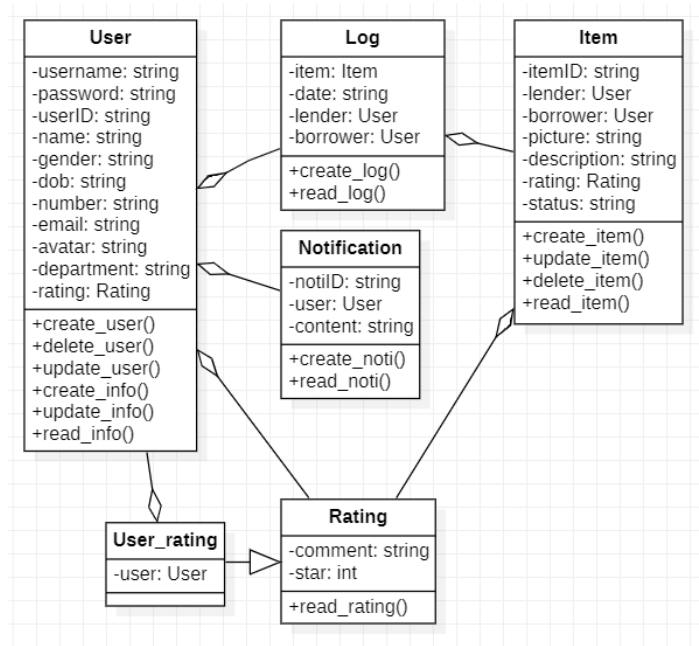 User
-username: string
-password: string
-userID: string
-name: string
-gender: string
-dob: string
-number: string
-email: string
-avatar: string
-department: string
-rating: Rating
+create_user()
+delete_user()
+update_user()
+create_info()
+update_info()
+read_info()
Log
-item: Item
-date: string
-lender: User
-borrower: User
+create_log()
+read_log()
Item
-itemID: string
-lender: User
-borrower: User
-picture: string
-description: string
-rating: Rating
-status: string
+create_item()
+update_item()
+delete_item()
+read_item()
Notification
-notiID: string
-user: User
-content: string
+create_noti()
+read_noti()
User_rating
-user: User
Rating
-comment: string
-star: int
+read_rating()